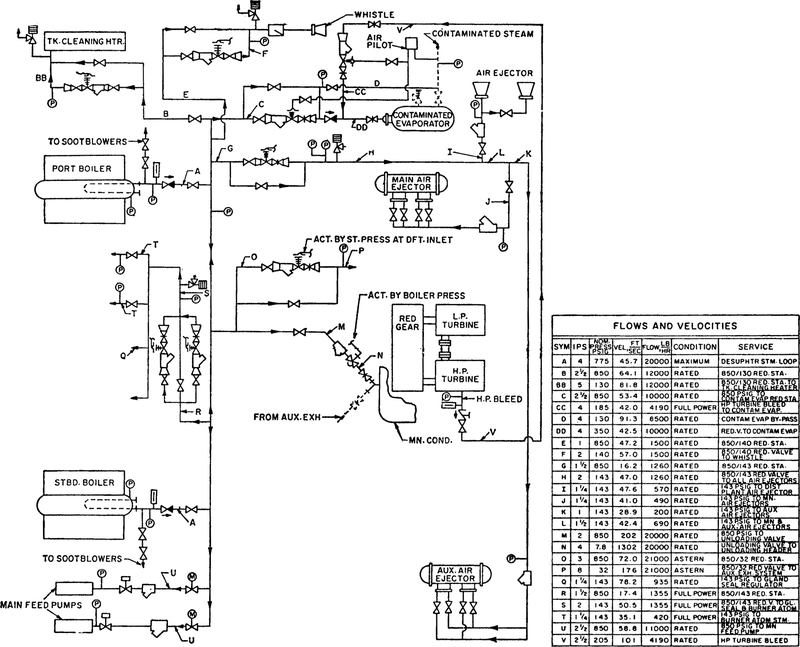 WHISTLE
V
TK. CLEANING HTR.
P
F
AIR PILOT
CONTAMINATED STEAM
P
BB
P
E
P
D
CC
AIR EJECTOR
P
B
C
DD
CONTAMINATED EVAPORATOR
TO SOOTBLOWERS
PORT BOILER
P
A
P
G
P P
H
I
L
K
MAIN AIR EJECTOR
J
P
P
T
P
P
T
S
Q
R
O
ACT. BY ST. PRESS AT DFT. INLET
P
P
ACT. BY BOILER PRESS
M
N
RED GEAR
L.P. TURBINE
H.P. TURBINE
P
H.P. BLEED
FROM AUX. EXH
MN. COND.
V
STBD. BOILER
P
P
A
TO SOOTBLOWERS
P
U
M
MAIN FEED PUMPS
P
M
U
P
AUX. AIR EJECTOR
FLOWS AND VELOCITIES
SYM IPS NOM. PRESS PSIG VEL. FT/SEC FLOW LB/HR CONDITION SERVICE
A 4 775 45.7 20000 MAXIMUM DESUPHTR STM. LOOP
B 2½ 850 64.1 12000 RATED 850/130 RED. STA.
BB 5 130 81.8 12000 RATED 850/130 RED. STA. TO TK. CLEANING HEATER
C 2½ 850 53.4 10000 RATED 850 PSIG TO CONTAM EVAP. RED STA.
CC 4 185 42.0 4190 FULL POWER HP TURBINE BLEED TO CONTAM EVAP.
D 4 130 91.3 8500 RATED CONTAM EVAP BY-PASS
DD 4 350 42.5 10000 RATED RED. V. TO CONTAM EVAP
E 1 850 47.2 1500 RATED 850/140 RED. STA.
F 2 140 57.0 1500 RATED 850/140 RED. VALVE TO WHISTLE
G 1½ 850 16.2 1260 RATED 850/143 RED. STA.
H 2 143 47.0 1260 RATED 850/143 RED VALVE TO ALL AIR EJECTORS
I 1¼ 143 47.6 570 RATED 143 PSIG TO DIST PLANT AIR EJECTOR
J 1¼ 143 41.0 490 RATED 143 PSIG TO MN. AIR EJECTORS
K 1 143 28.9 200 RATED 143 PSIG TO AUX AIR EJECTORS
L 1½ 143 42.4 690 RATED 143 PSIG TO MN & AUX. AIR EJECTORS
M 2 850 202 20000 RATED 850 PSIG TO UNLOADING VALVE
N 4 7.8 1302 20000 RATED UNLOADING VALVE TO UNLOADING HEADER
O 3 850 72.0 21000 ASTERN 850/32 RED. STA.
P 8 32 176 21000 ASTERN 850/32 RED VALVE TO AUX. EXH. SYSTEM
Q 1¼ 143 78.2 935 RATED 143 PSIG TO GLAND SEAL REGULATOR
R 1½ 850 17.4 1355 FULL POWER 850/143 RED. STA.
S 2 143 50.5 1355 FULL POWER 850/143 RED V. TO GL. SEAL & BURNER ATOM
T 1¼ 143 35.1 420 FULL POWER 143 PSIG TO BURNER ATOM STM.
U 2½ 850 58.8 11000 RATED 850 PSIG TO MN FEED PUMP
V 2½ 205 101 4190 RATED HP TURBINE BLEED